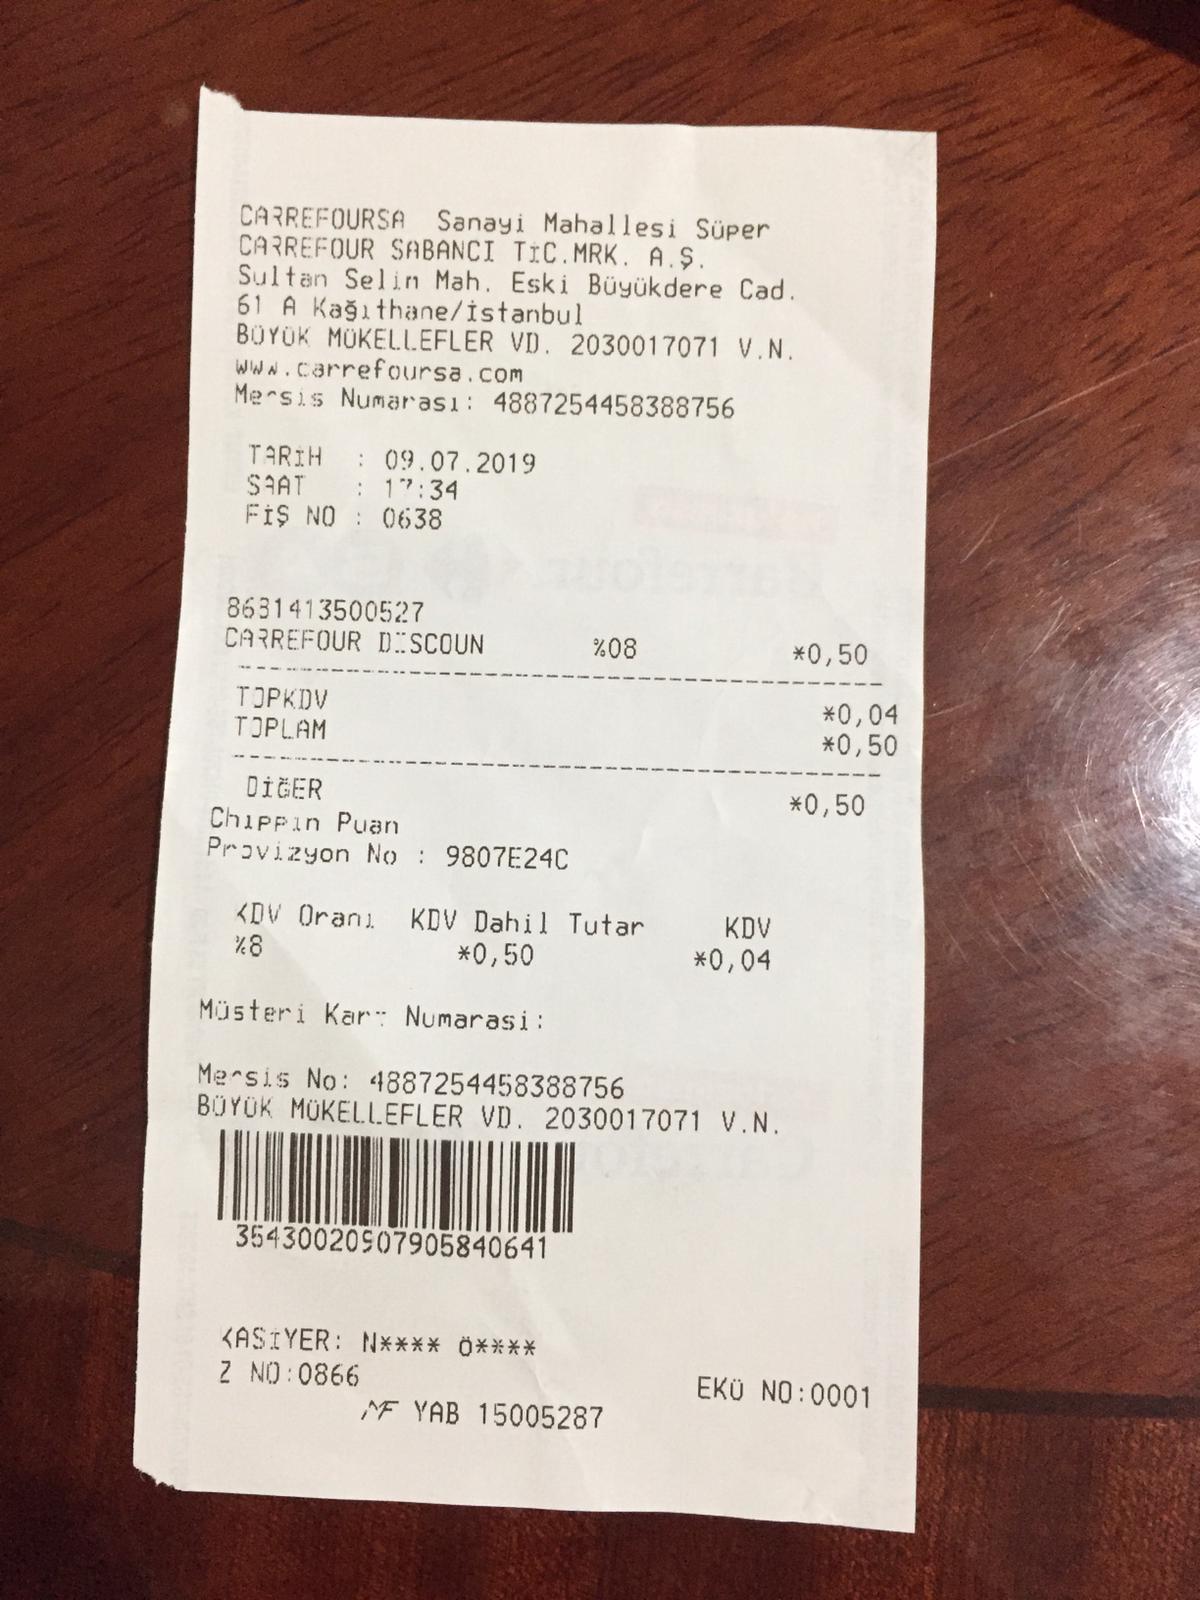 CARREFOURSA Sanayi Mahallesi Süper
CARREFOUR SABANCI TİC.MRK. A.Ş.
Sultan Selim Mah. Eski Büyükdere Cad.
61 A Kağıthane/İstanbul
BÜYÜK MÜKELLEFLER VD. 2030017071 V.N.
www.carrefoursa.com
Mersis Numarası: 4887254458388756
TARİH : 09.07.2019
SAAT : 17:34
FİŞ NO : 0638
8681413500527
CARREFOUR DISCOUN %08 *0,50
TOPKDV *0,04
TOPLAM *0,50
DİĞER *0,50
Chippin Puan
Provizyon No : 9807E24C
KDV Oranı KDV Dahil Tutar KDV
%8 *0,50 *0,04
Müsteri Kart Numarasi:
Mersis No: 4887254458388756
BÜYÜK MÜKELLEFLER VD. 2030017071 V.N.
35430020907905840641
KASİYER: N**** Ö****
Z NO:0866 EKÜ NO:0001
MF YAB 15005287